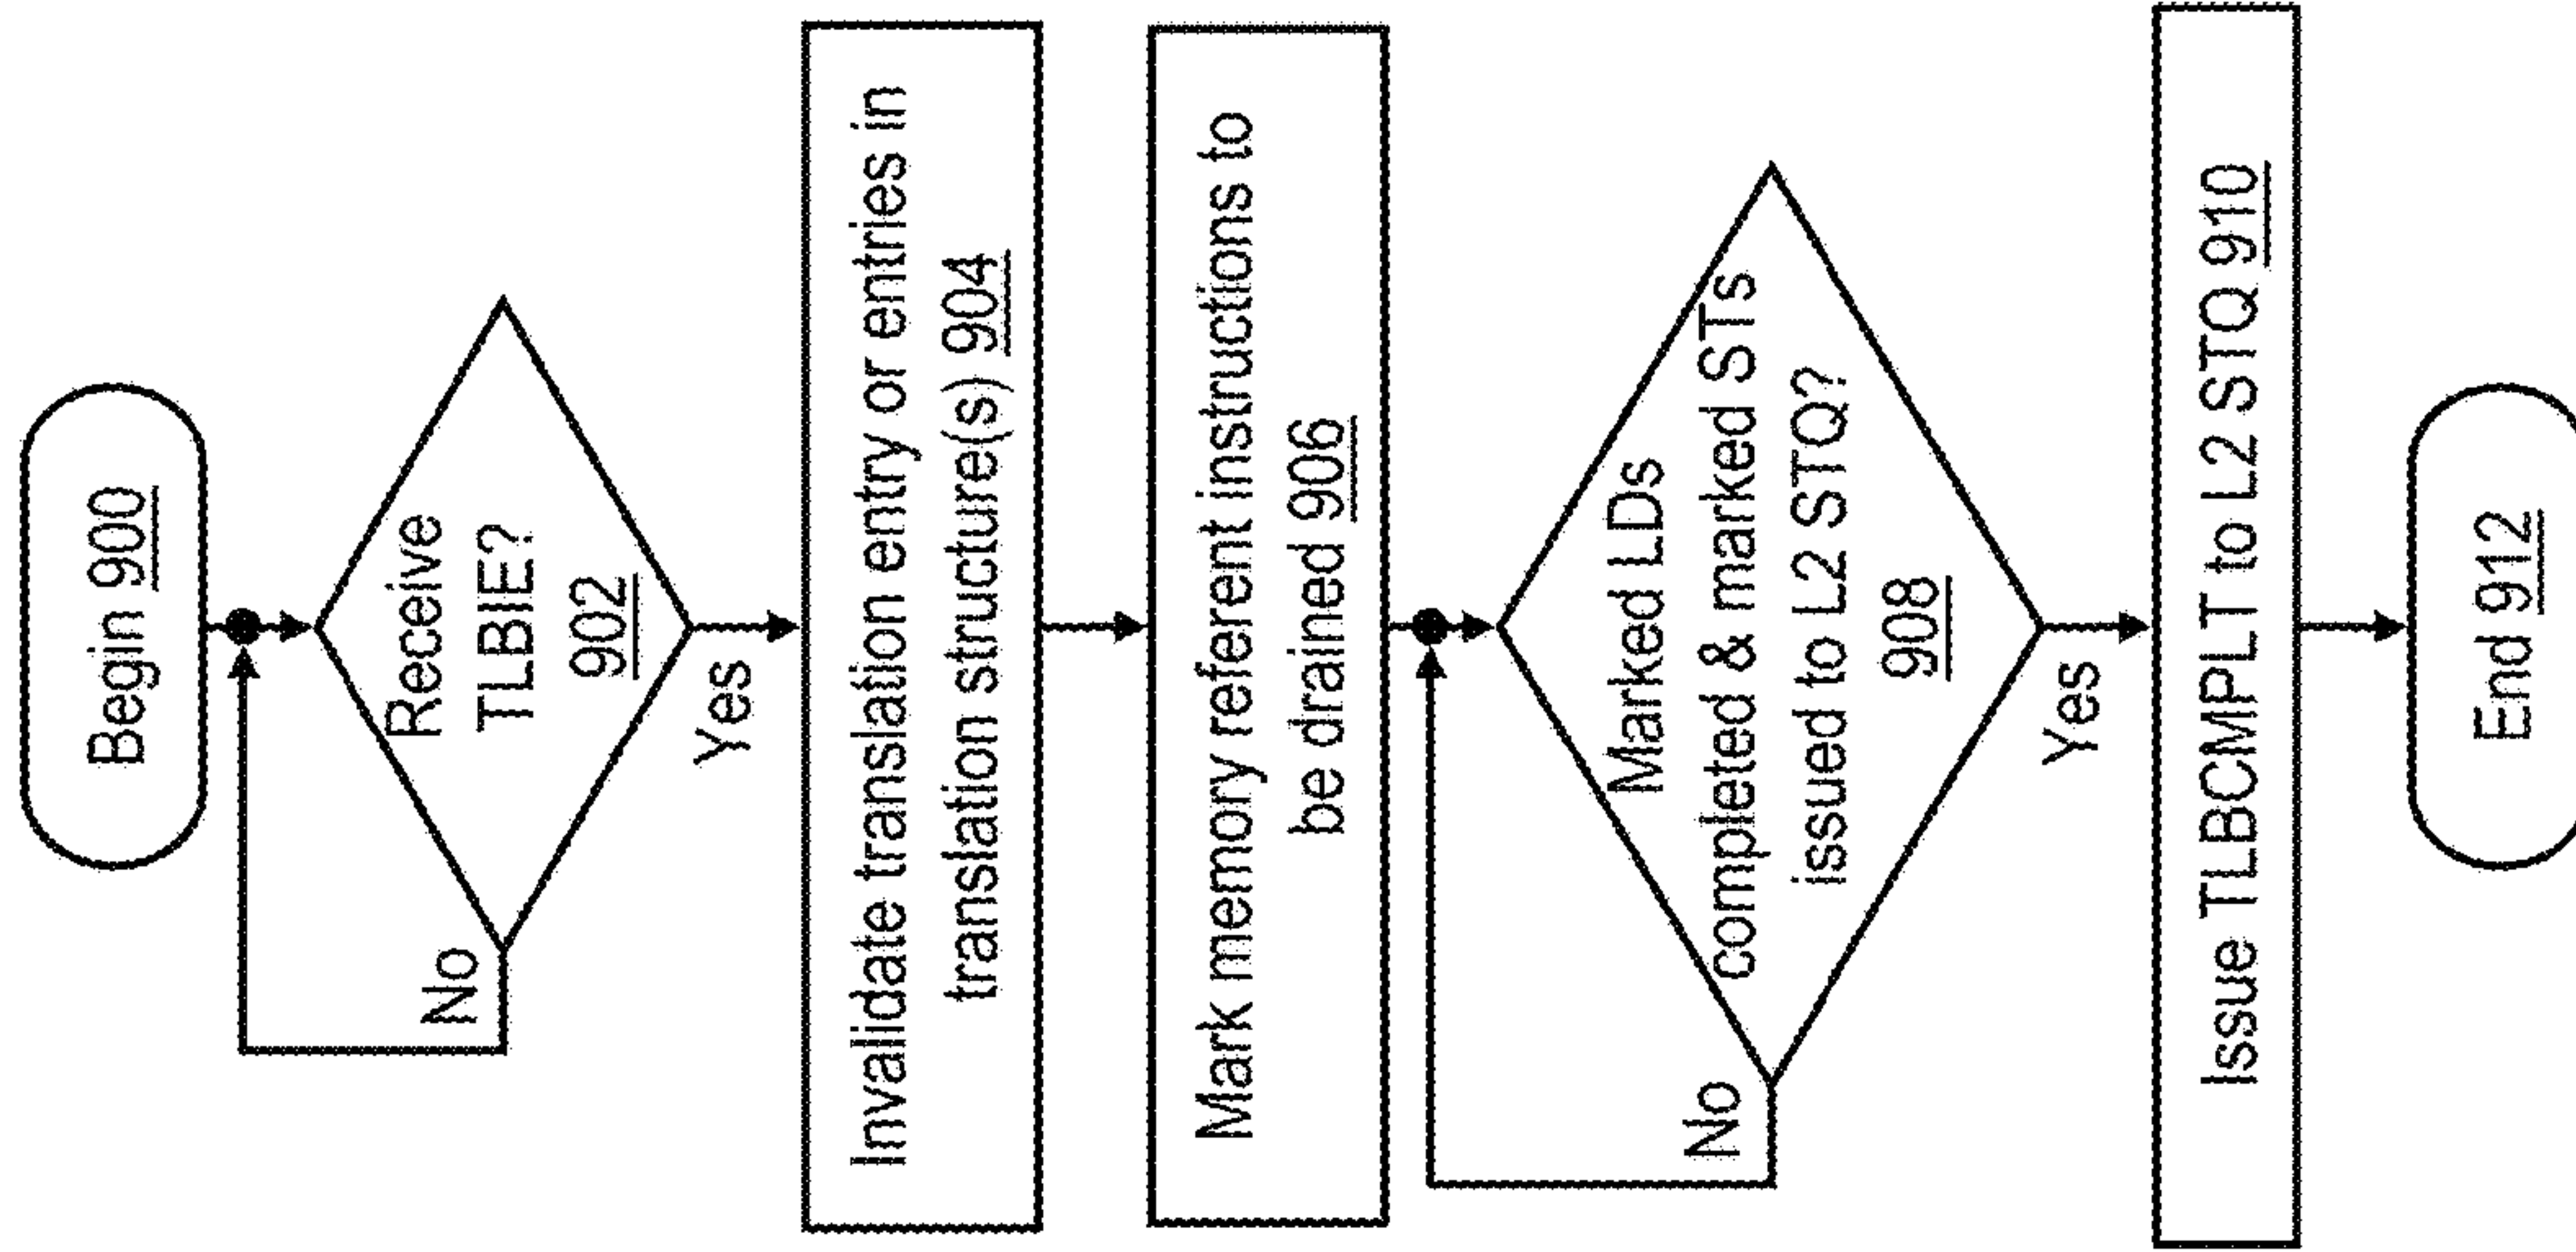 Begin 900
Receive
TLBIE?
902
No
Yes
Invalidate translation entry or entries in
translation structure(s) 904
Mark memory referent instructions to
be drained 906
Marked LDs
completed & marked STs
issued to L2 STQ?
908
No
Yes
Issue TLBCMPLT to L2 STQ 910
End 912